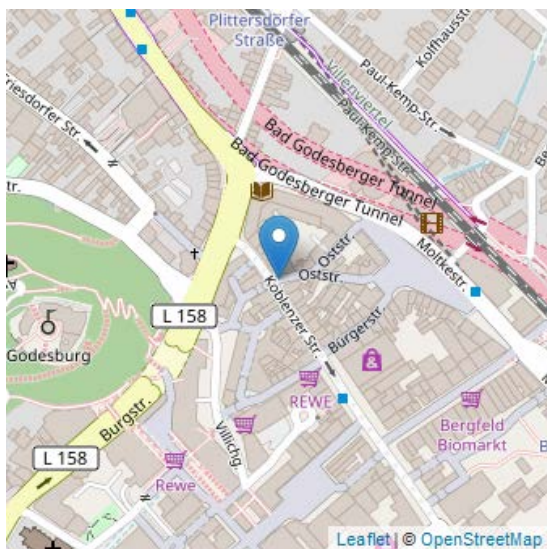 Plittersdorfer
Straße
Kolfhausstr.
Villenviertel
Paul-Kemp-Str.
Paul-Kemp-Str.
Friesdorfer Str.
Bad Godesberger Tunnel
Bad Godesberger Tunnel
Moltkestr.
Oststr.
Oststr.
Koblenzer Str.
L 158
Bürgerstr.
Godesburg
REWE
Burgstr.
Villichg.
Bergfeld
Biomarkt
L 158
Rewe
Leaflet | © OpenStreetMap